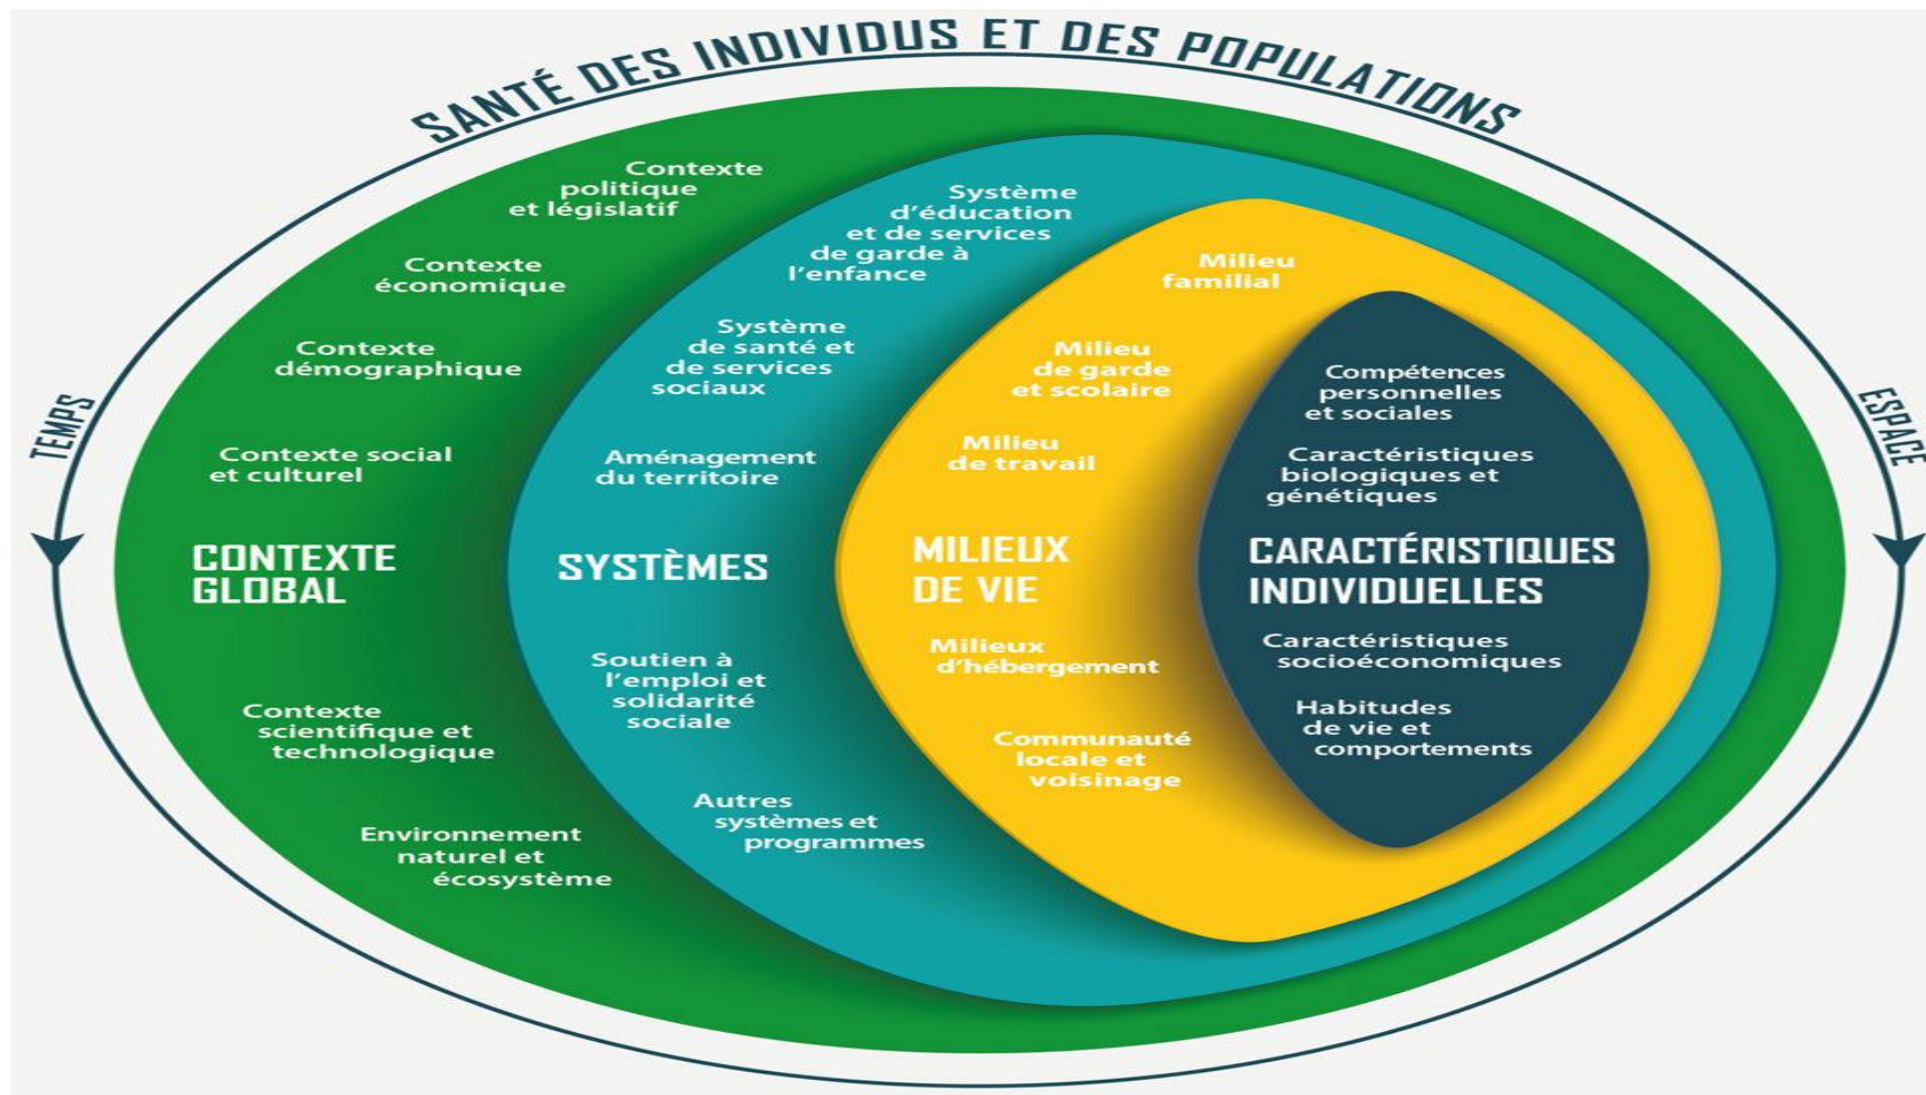 SANTÉ DES INDIVIDUS ET DES POPULATIONS
TEMPS
ESPACE
Contexte
politique
et législatif
Contexte
économique
Contexte
démographique
Contexte social
et culturel
CONTEXTE
GLOBAL
Contexte
scientifique et
technologique
Environnement
naturel et
écosystème
Système
d'éducation
et de services
de garde à
l'enfance
Système
de santé et
de services
sociaux
Aménagement
du territoire
SYSTÈMES
Soutien à
l'emploi et
solidarité
sociale
Autres
systèmes et
programmes
Milieu
familial
Milieu
de garde
et scolaire
Milieu
de travail
MILIEUX
DE VIE
Milieux
d'hébergement
Communauté
locale et
voisinage
Compétences
personnelles
et sociales
Caractéristiques
biologiques et
génétiques
CARACTÉRISTIQUES
INDIVIDUELLES
Caractéristiques
socioéconomiques
Habitudes
de vie et
comportements